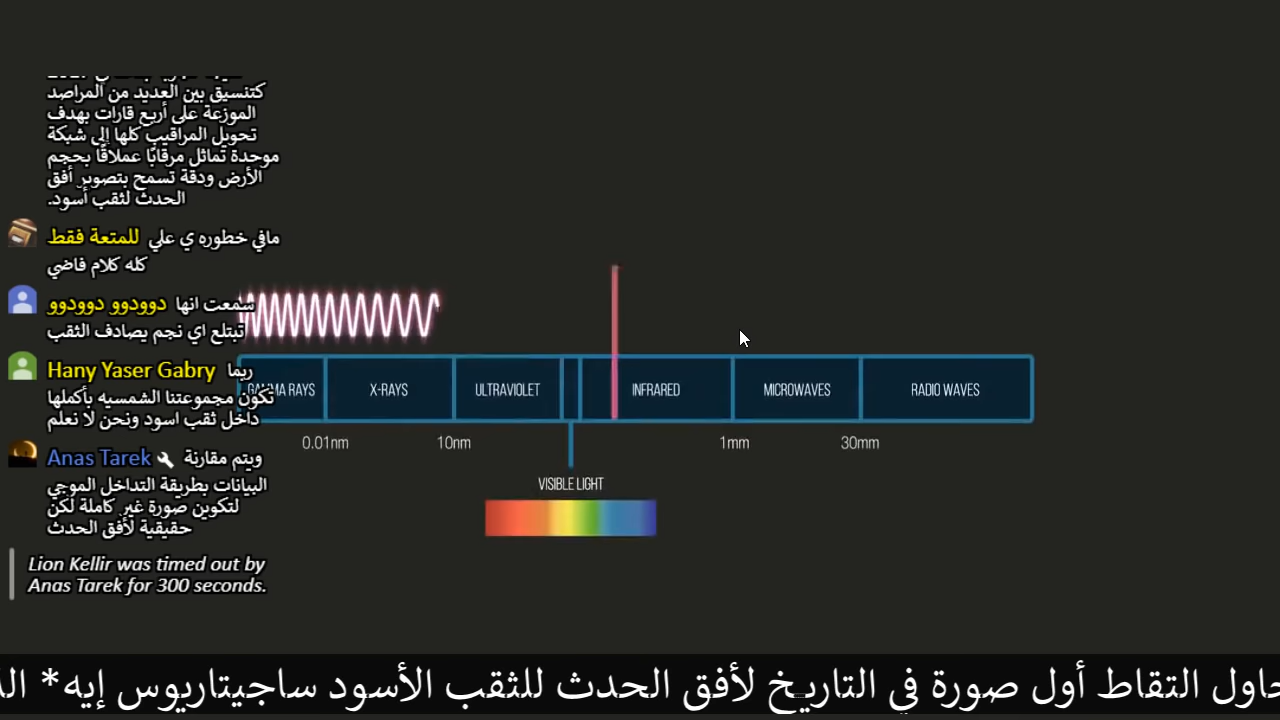 كتنسيق بين العديد من المراصد
الموزعة على أربع قارات بهدف
تحويل المراقيب كلها إلى شبكة
موحدة تماثل مرقابًا عملاقًا بحجم
الأرض ودقة تسمح بتصوير أفق
الحدث لثقب أسود.
للمتعة فقط مافي خطوره ي علي
كله كلام فاضي
دوودوو دوودوو سمعت انها
تبتلع اي نجم يصادف الثقب
Hany Yaser Gabry ربما
تكون مجموعتنا الشمسيه بأكملها
داخل ثقب اسود ونحن لا نعلم
Anas Tarek ويتم مقارنة
البيانات بطريقة التداخل الموجي
لتكوين صورة غير كاملة لكن
حقيقية لأفق الحدث
Lion Kellir was timed out by
Anas Tarek for 300 seconds.
GAMMA RAYS X-RAYS ULTRAVIOLET INFRARED MICROWAVES RADIO WAVES
0.01nm 10nm 1mm 30mm
VISIBLE LIGHT
التقاط أول صورة في التاريخ لأفق الحدث للثقب الأسود ساجيتاريوس إيه*